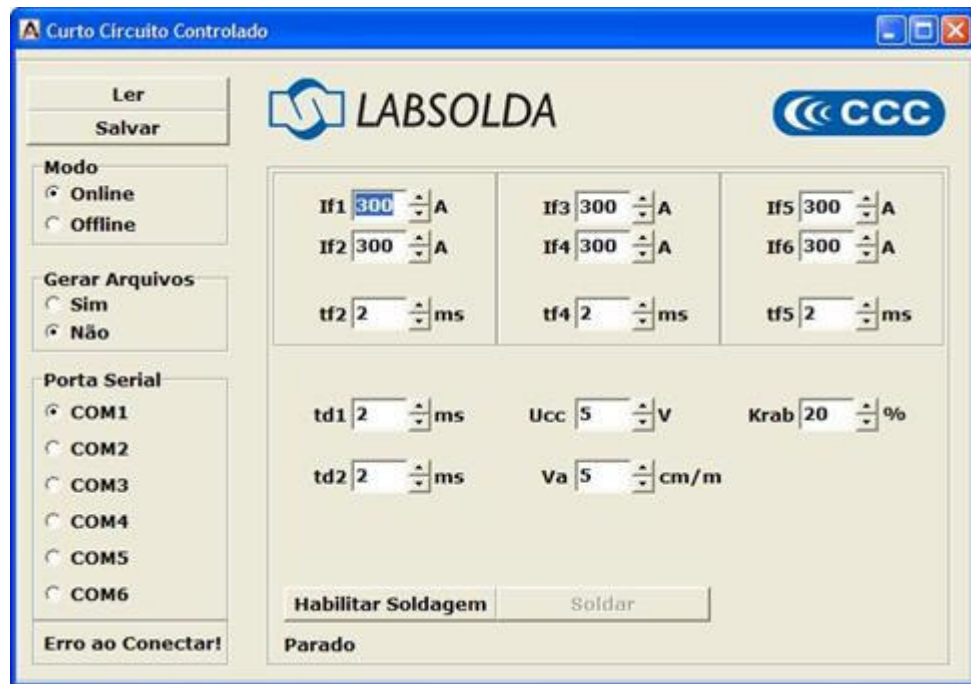 Curto Circuito Controlado
Ler
Salvar
LABSOLDA
CCC
Modo
Online
Offline
Gerar Arquivos
Sim
Não
Porta Serial
COM1
COM2
COM3
COM4
COM5
COM6
Erro ao Conectar!
If1 300 A
If2 300 A
tf2 2 ms
If3 300 A
If4 300 A
tf4 2 ms
If5 300 A
If6 300 A
tf5 2 ms
td1 2 ms
Ucc 5 V
Krab 20 %
td2 2 ms
Va 5 cm/m
Habilitar Soldagem
Soldar
Parado